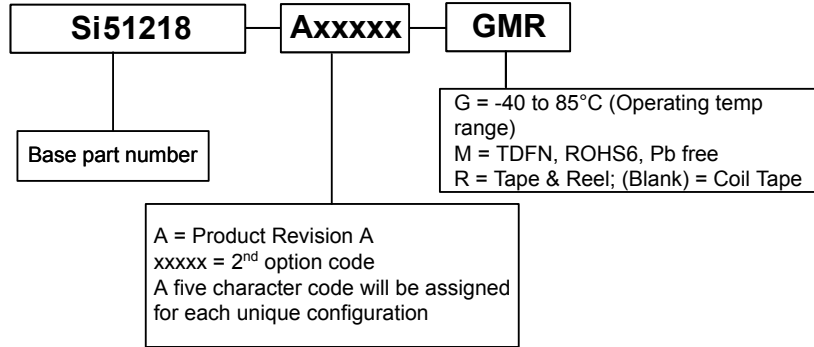 Si51218
Axxxxx
GMR
G = -40 to 85°C (Operating temp
range)
M = TDFN, ROHS6, Pb free
R = Tape & Reel; (Blank) = Coil Tape
Base part number
A = Product Revision A
xxxxx = 2nd option code
A five character code will be assigned
for each unique configuration